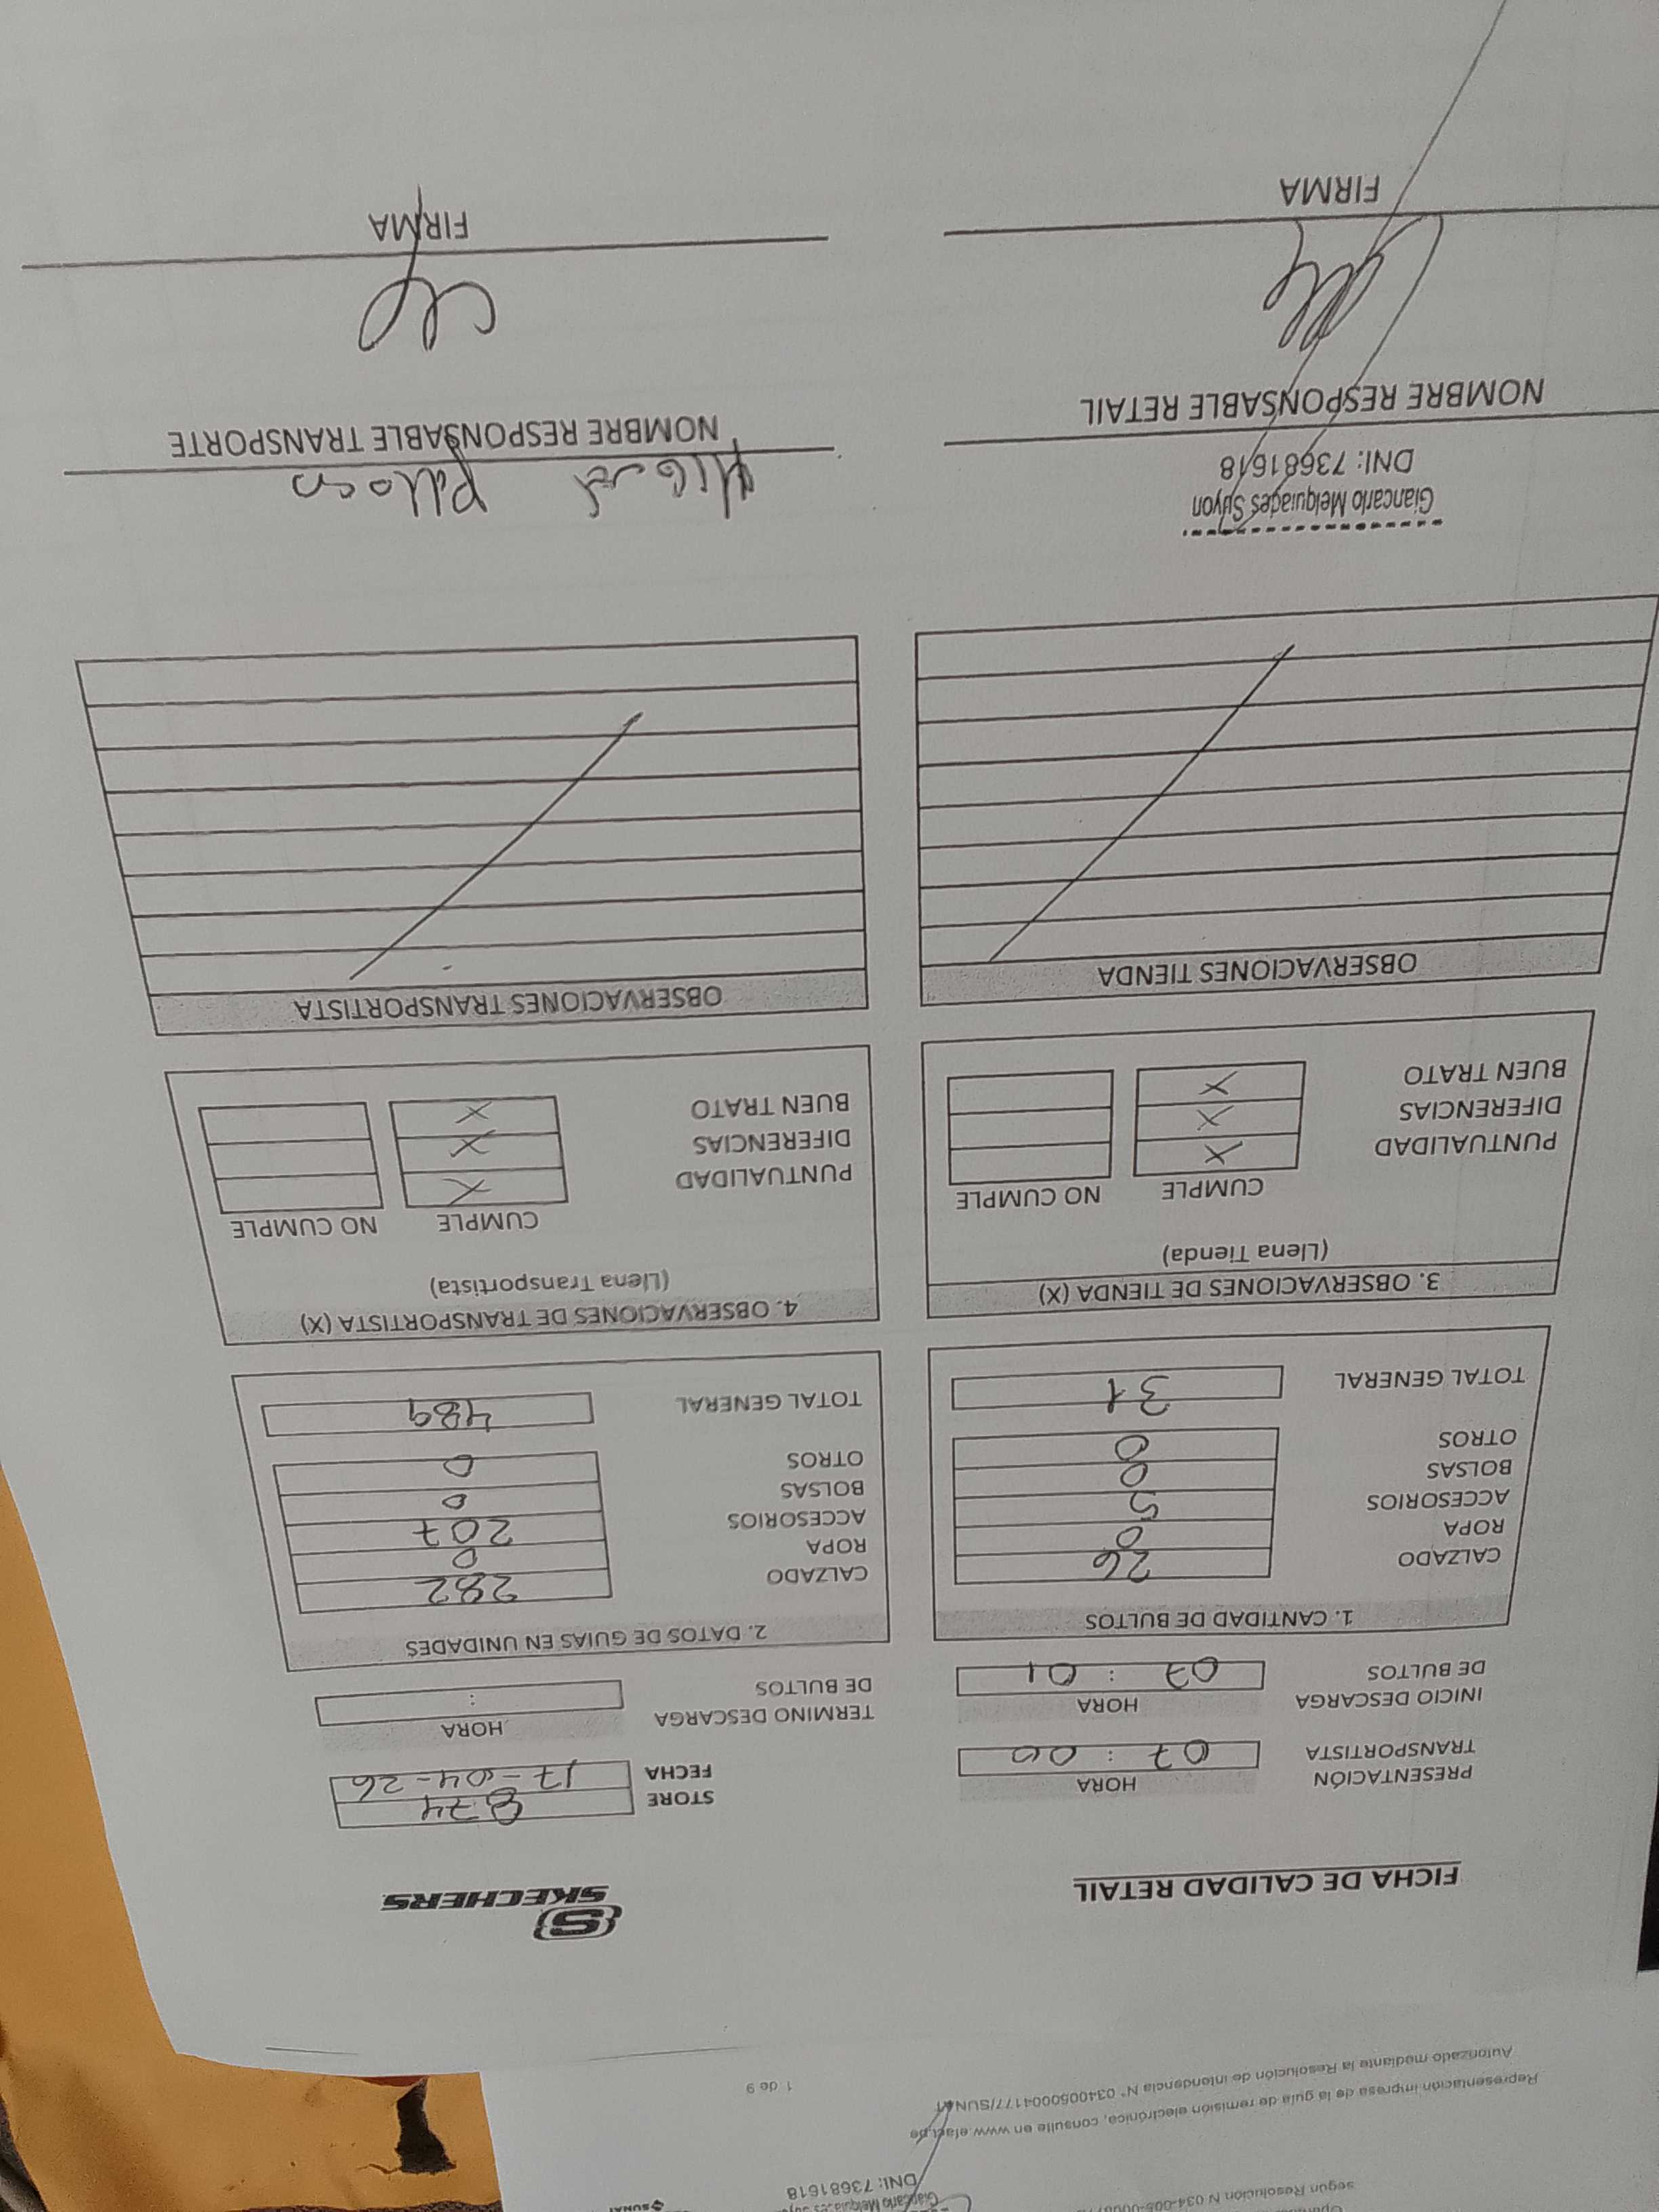 DNI: 73681618
Representación impresa de la guía de remisión electrónica, consulte en www.efact.pe
Autorizado mediante la Resolución de intendencia N° 0340050004177/SUNAT
1 de 9
FICHA DE CALIDAD RETAIL
SKECHERS
STORE 874
FECHA 17-04-26
PRESENTACIÓN TRANSPORTISTA
HORA
07 : 00
INICIO DESCARGA DE BULTOS
HORA
07 : 01
TERMINO DESCARGA DE BULTOS
HORA
:
1. CANTIDAD DE BULTOS
CALZADO 26
ROPA 0
ACCESORIOS 5
BOLSAS 0
OTROS 0
TOTAL GENERAL 31
2. DATOS DE GUIAS EN UNIDADES
CALZADO 282
ROPA 0
ACCESORIOS 207
BOLSAS 0
OTROS 0
TOTAL GENERAL 489
3. OBSERVACIONES DE TIENDA (X)
(Llena Tienda)
CUMPLE NO CUMPLE
PUNTUALIDAD X
DIFERENCIAS X
BUEN TRATO X
4. OBSERVACIONES DE TRANSPORTISTA (X)
(Llena Transportista)
CUMPLE NO CUMPLE
PUNTUALIDAD X
DIFERENCIAS X
BUEN TRATO X
OBSERVACIONES TIENDA
OBSERVACIONES TRANSPORTISTA
Giancarlo Melquiades Suyon
DNI: 73681618
NOMBRE RESPONSABLE RETAIL
FIRMA
NOMBRE RESPONSABLE TRANSPORTE
FIRMA